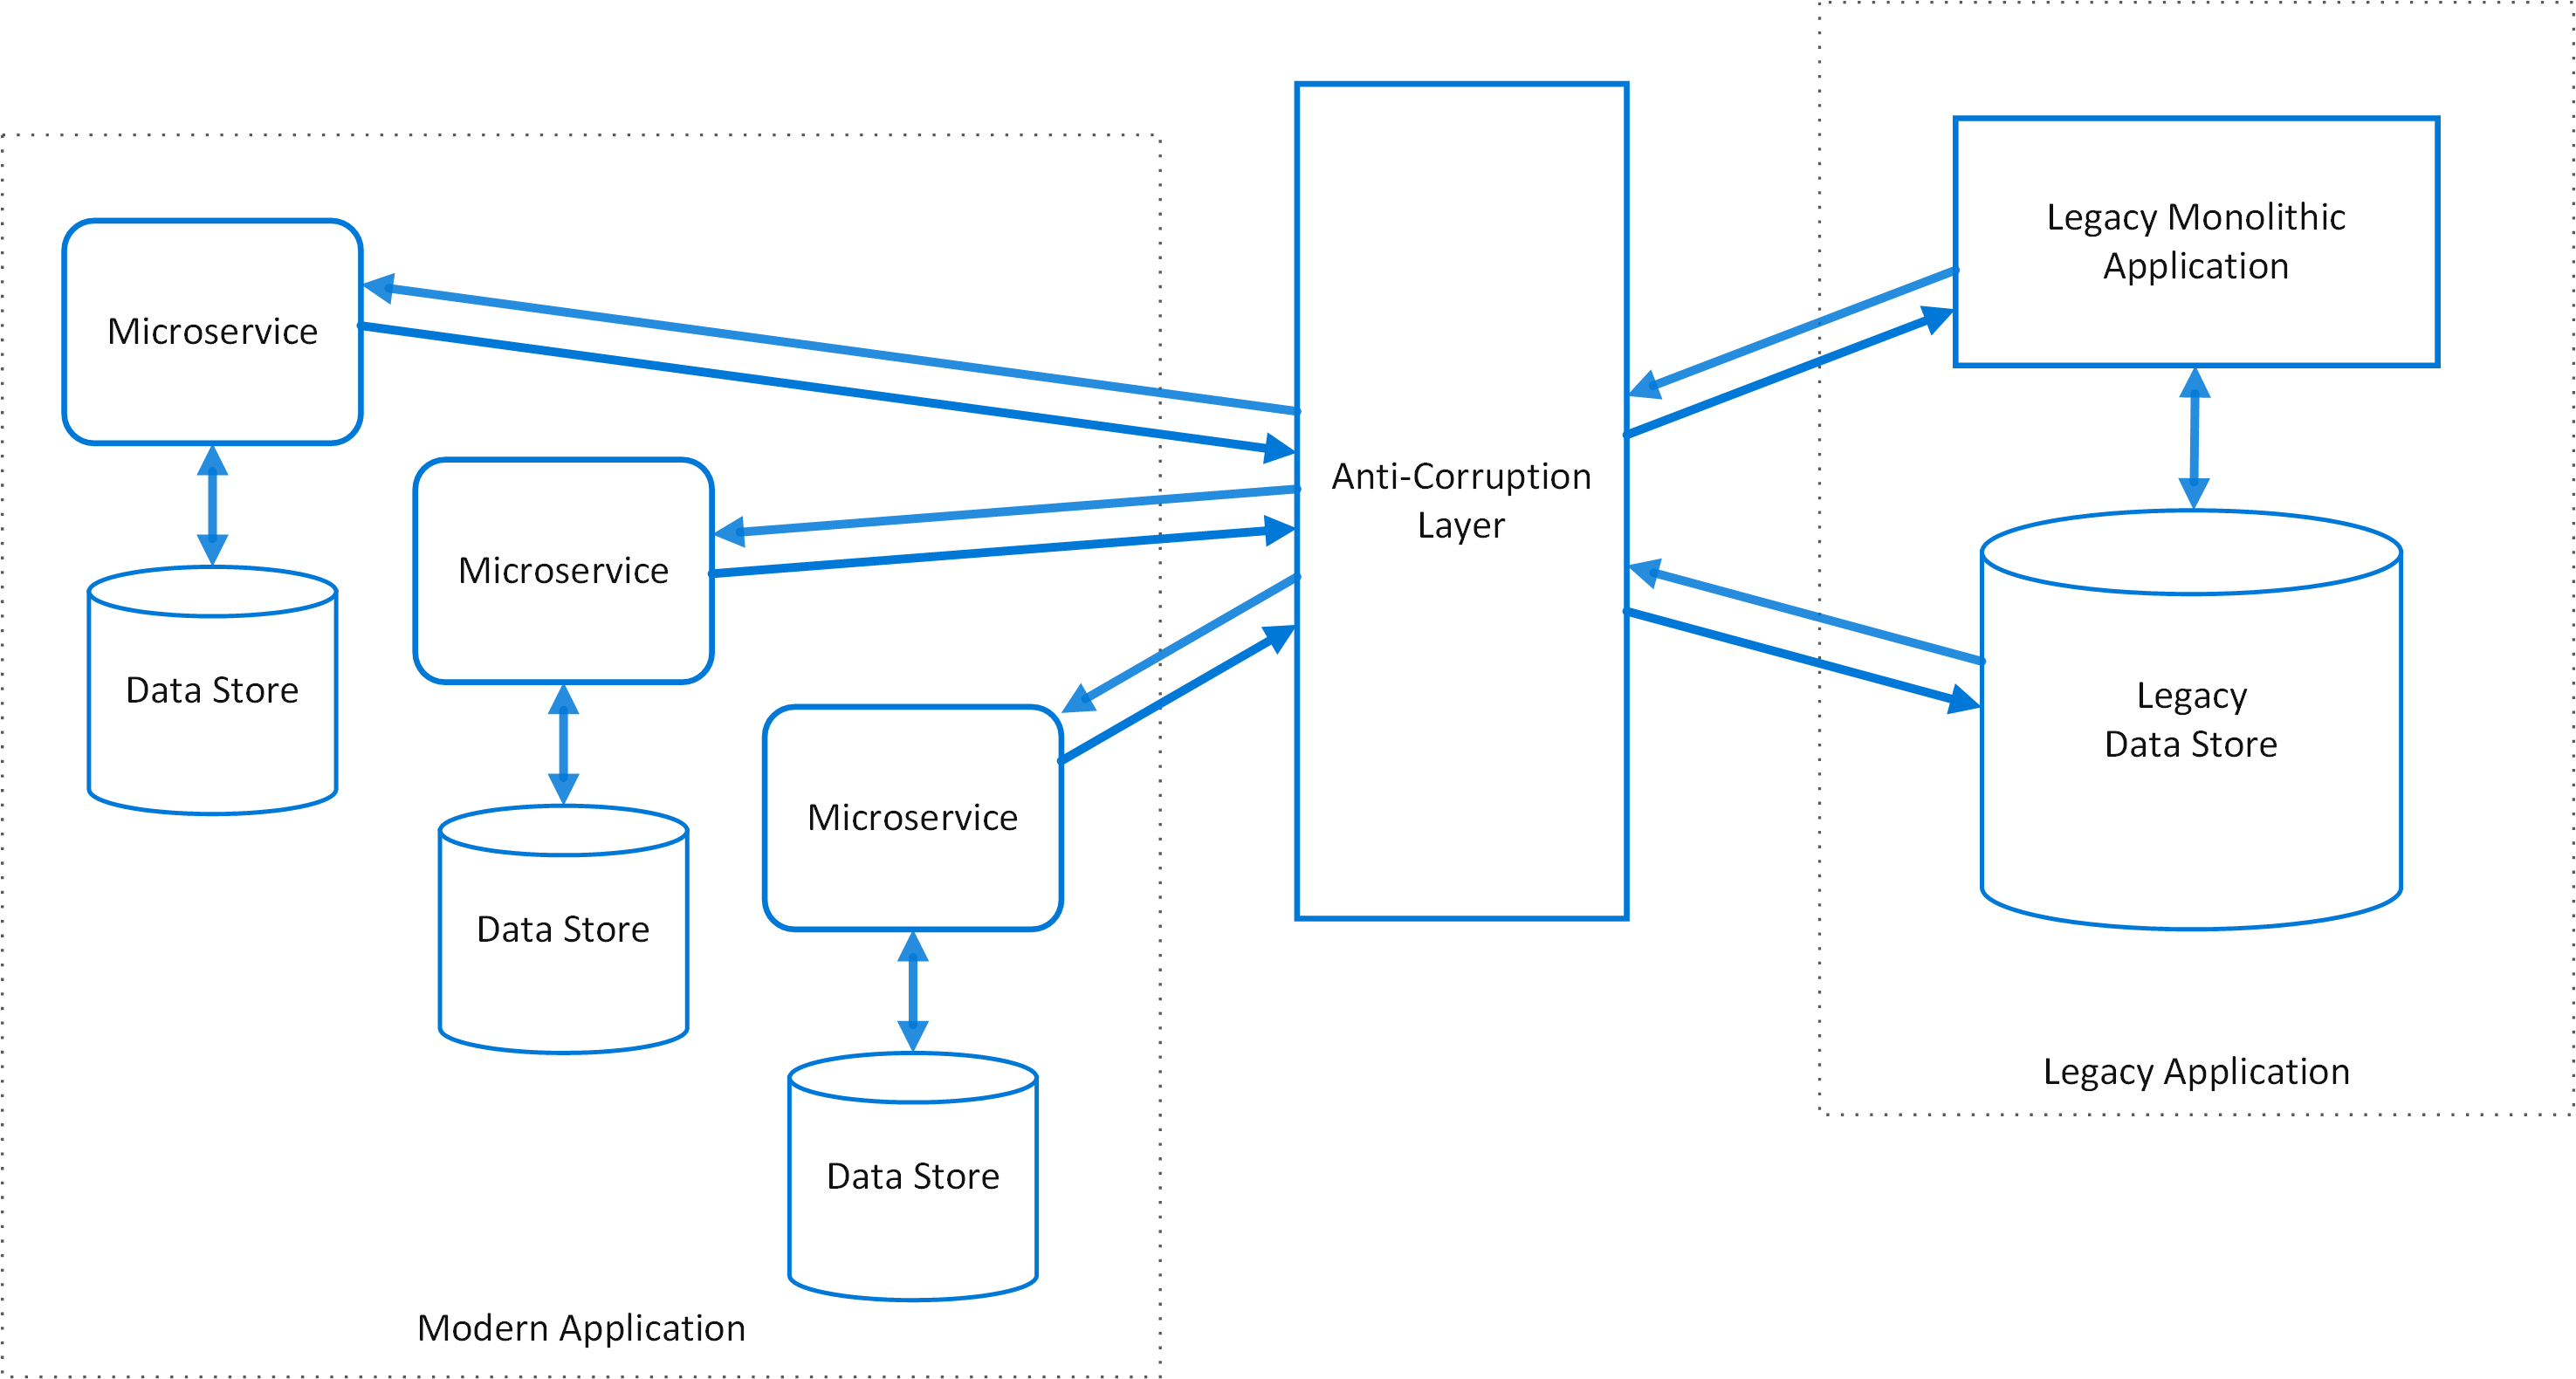 Microservice
Data Store
Microservice
Data Store
Microservice
Data Store
Modern Application
Anti-Corruption
Layer
Legacy Monolithic
Application
Legacy
Data Store
Legacy Application